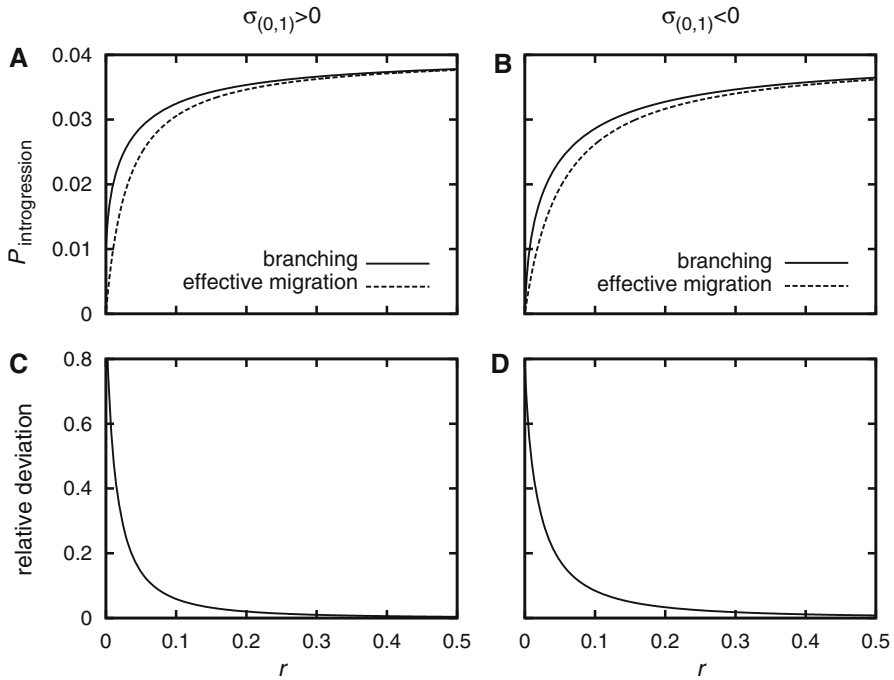 σ(0,1)>0
σ(0,1)<0
A
0.04
0.03
0.02
0.01
0
P introgression
branching
effective migration
B
branching
effective migration
C
0.8
0.6
0.4
0.2
0
relative deviation
0 0.1 0.2 0.3 0.4 0.5
r
D
0 0.1 0.2 0.3 0.4 0.5
r